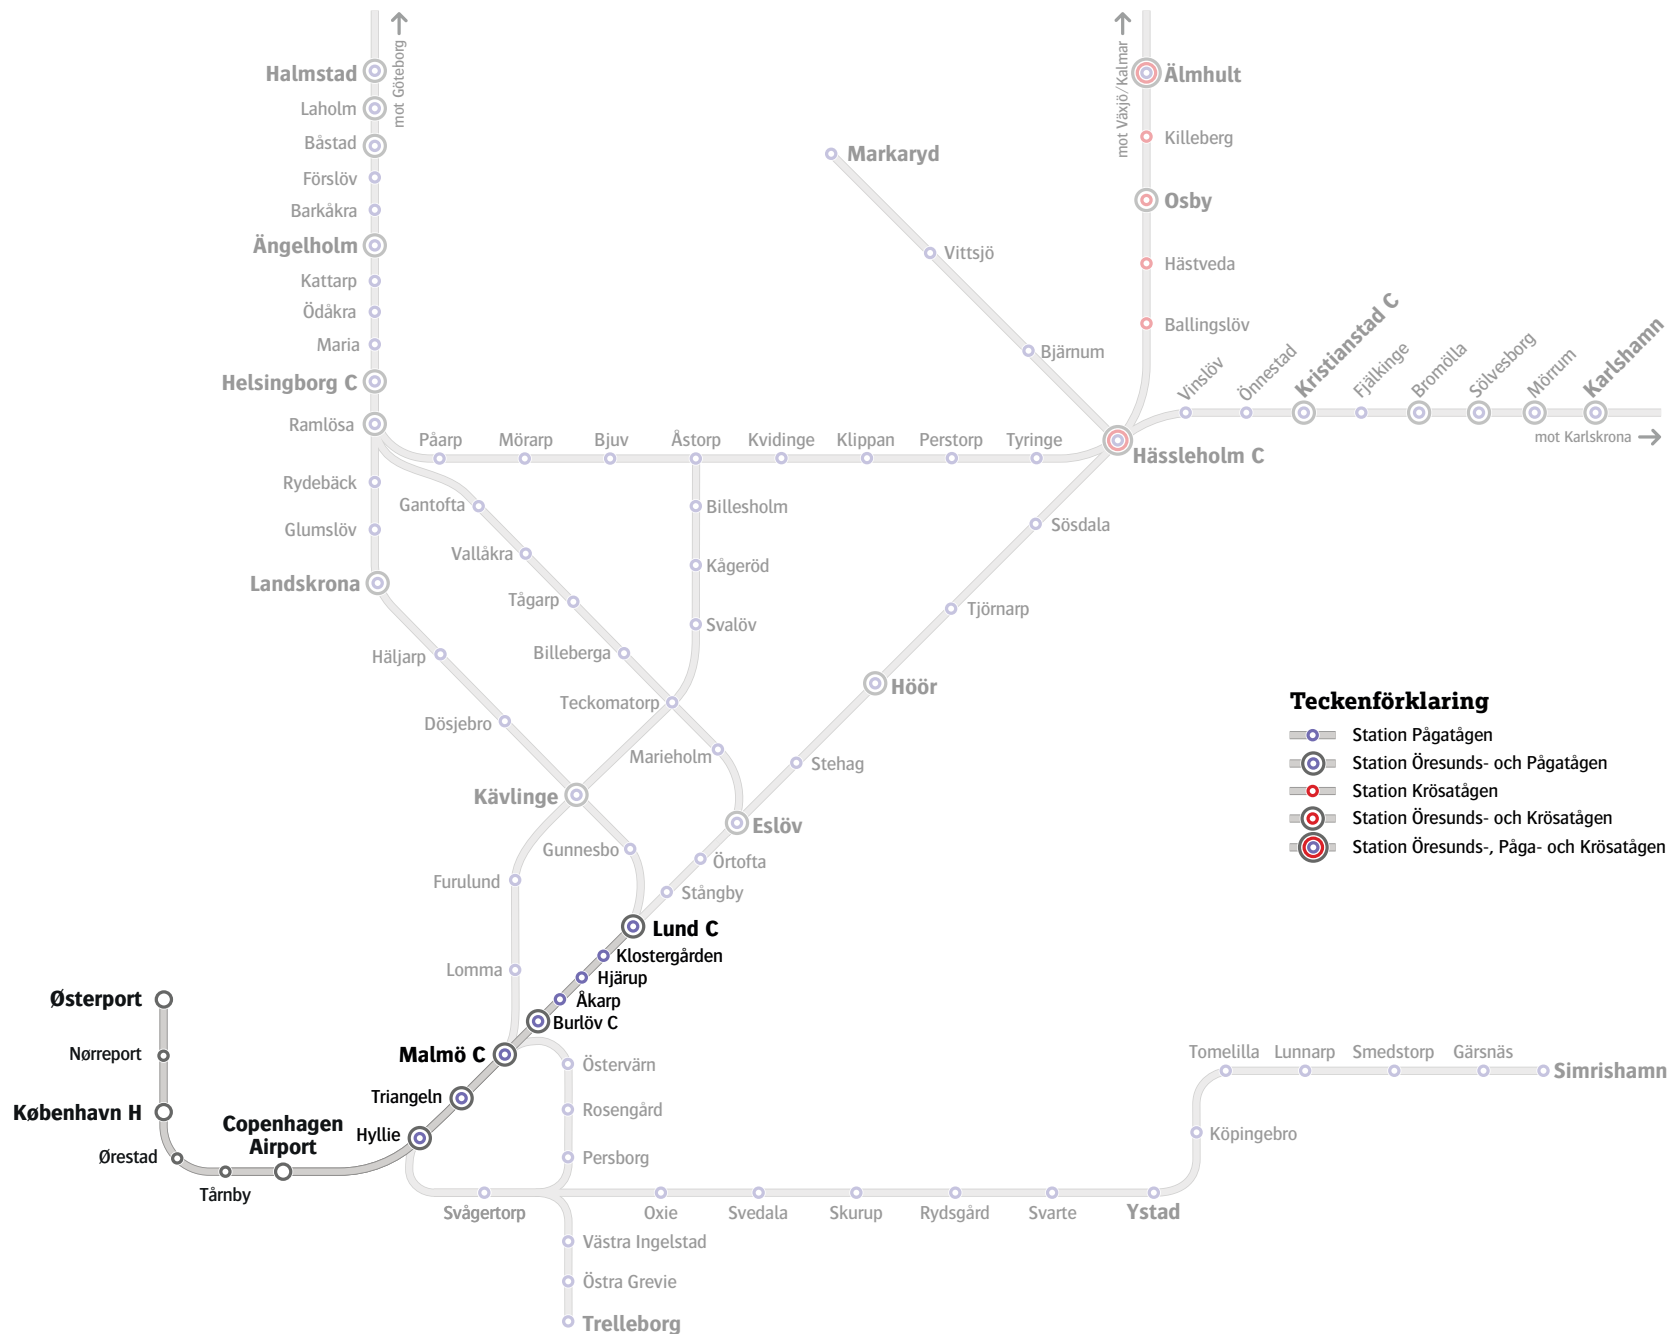 mot Göteborg
Halmstad
Laholm
Båstad
Förslöv
Barkåkra
Ängelholm
Kattarp
Ödåkra
Maria
Helsingborg C
Ramlösa
Rydebäck
Glumslöv
Landskrona
Häljarp
Dösjebro
Kävlinge
Gunnesbo
Furulund
Lomma
Påarp
Mörarp
Bjuv
Åstorp
Kvidinge
Klippan
Perstorp
Tyringe
Gantofta
Vallåkra
Tågarp
Billeberga
Teckomatorp
Marieholm
Billesholm
Kågeröd
Svalöv
Markaryd
Vittsjö
Bjärnum
mot Växjö/Kalmar
Älmhult
Killeberg
Osby
Hästveda
Ballingslöv
Hässleholm C
Vinslöv
Önnestad
Kristianstad C
Fjälkinge
Bromölla
Sölvesborg
Mörrum
Karlshamn
mot Karlskrona
Sösdala
Tjörnarp
Höör
Stehag
Eslöv
Örtofta
Stångby
Lund C
Klostergården
Hjärup
Åkarp
Burlöv C
Malmö C
Triangeln
Hyllie
Copenhagen
Airport
Tårnby
Ørestad
København H
Nørreport
Østerport
Östervärn
Rosengård
Persborg
Svågertorp
Västra Ingelstad
Östra Grevie
Trelleborg
Oxie
Svedala
Skurup
Rydsgård
Svarte
Ystad
Köpingebro
Tomelilla
Lunnarp
Smedstorp
Gärsnäs
Simrishamn
Teckenförklaring
Station Pågatågen
Station Öresunds- och Pågatågen
Station Krösatågen
Station Öresunds- och Krösatågen
Station Öresunds-, Påga- och Krösatågen